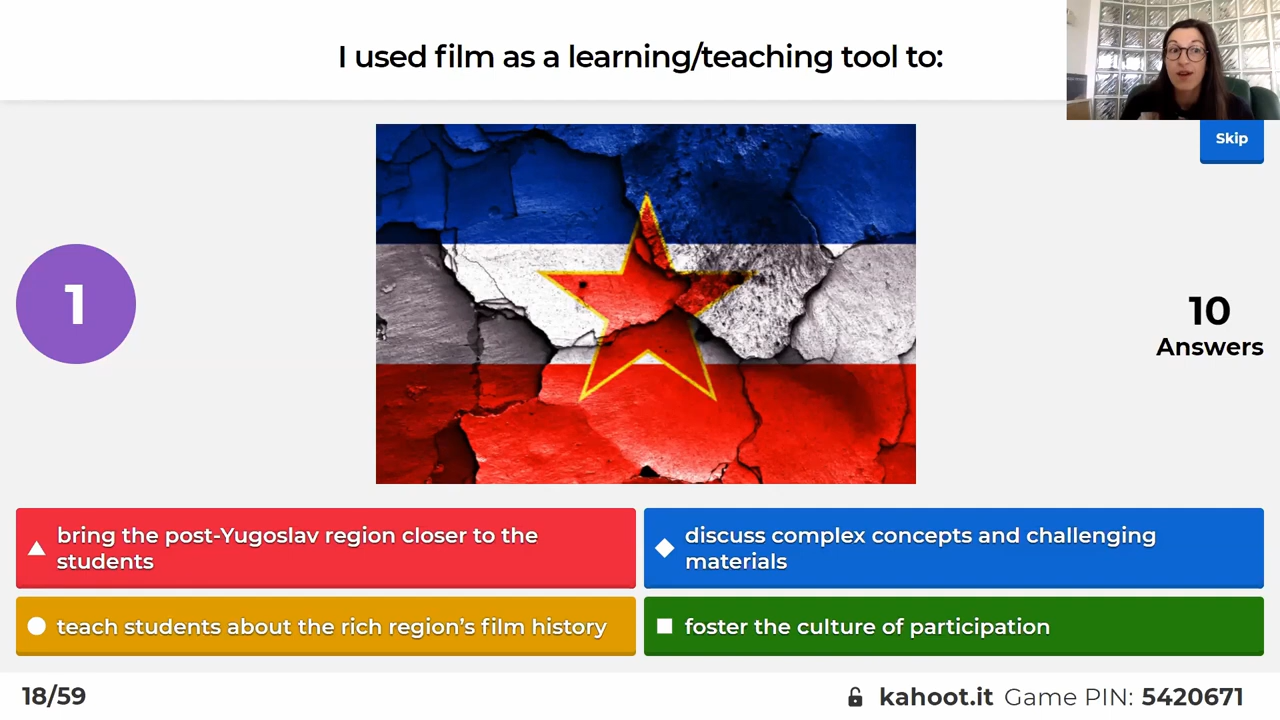 I used film as a learning/teaching tool to:
Skip
1
10
Answers
bring the post-Yugoslav region closer to the
students
discuss complex concepts and challenging
materials
teach students about the rich region's film history
foster the culture of participation
18/59
kahoot.it Game PIN: 5420671